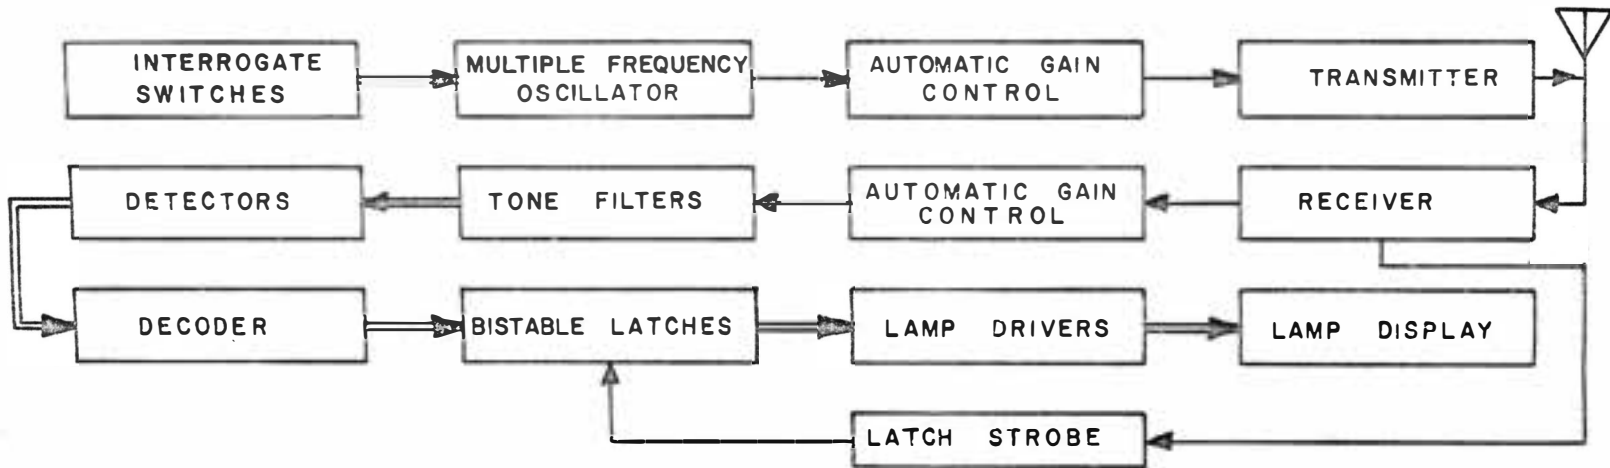 INTERROGATE
SWITCHES
MULTIPLE FREQUENCY
OSCILLATOR
AUTOMATIC GAIN
CONTROL
TRANSMITTER
DETECTORS
TONE FILTERS
AUTOMATIC GAIN
CONTROL
RECEIVER
DECODER
BISTABLE LATCHES
LAMP DRIVERS
LAMP DISPLAY
LATCH STROBE